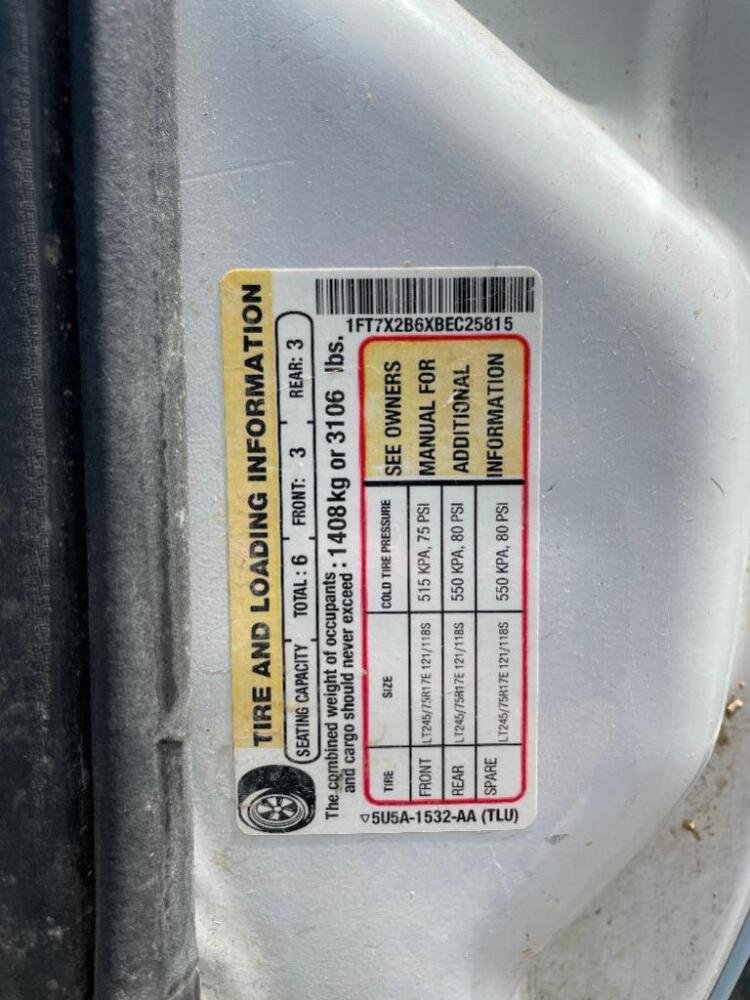 TIRE AND LOADING INFORMATION
SEATING CAPACITY TOTAL : 6 FRONT: 3 REAR: 3
The combined weight of occupants
and cargo should never exceed : 1408kg or 3106 lbs.
1FT7X2B6XBEC25815
TIRE SIZE COLD TIRE PRESSURE
FRONT LT245/75R17E 121/118S 515 KPA, 75 PSI
REAR LT245/75R17E 121/118S 550 KPA, 80 PSI
SPARE LT245/75R17E 121/118S 550 KPA, 80 PSI
SEE OWNERS
MANUAL FOR
ADDITIONAL
INFORMATION
▽5U5A-1532-AA (TLU)